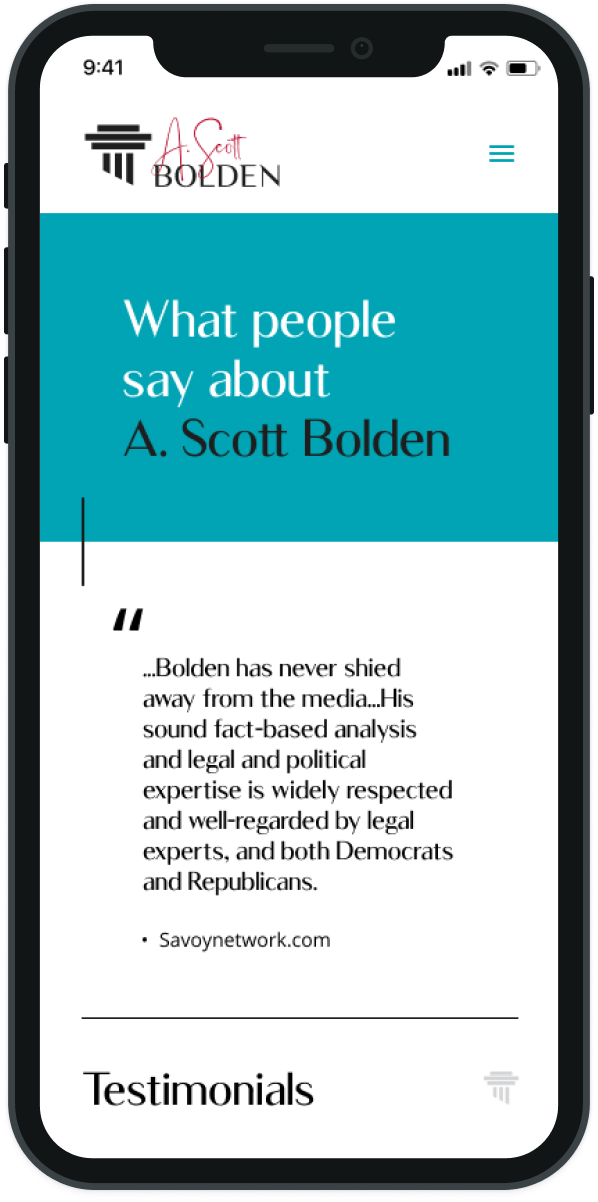 9:41
A. Scott
BOLDEN
What people
say about
A. Scott Bolden
“
...Bolden has never shied
away from the media...His
sound fact-based analysis
and legal and political
expertise is widely respected
and well-regarded by legal
experts, and both Democrats
and Republicans.
• Savoynetwork.com
Testimonials